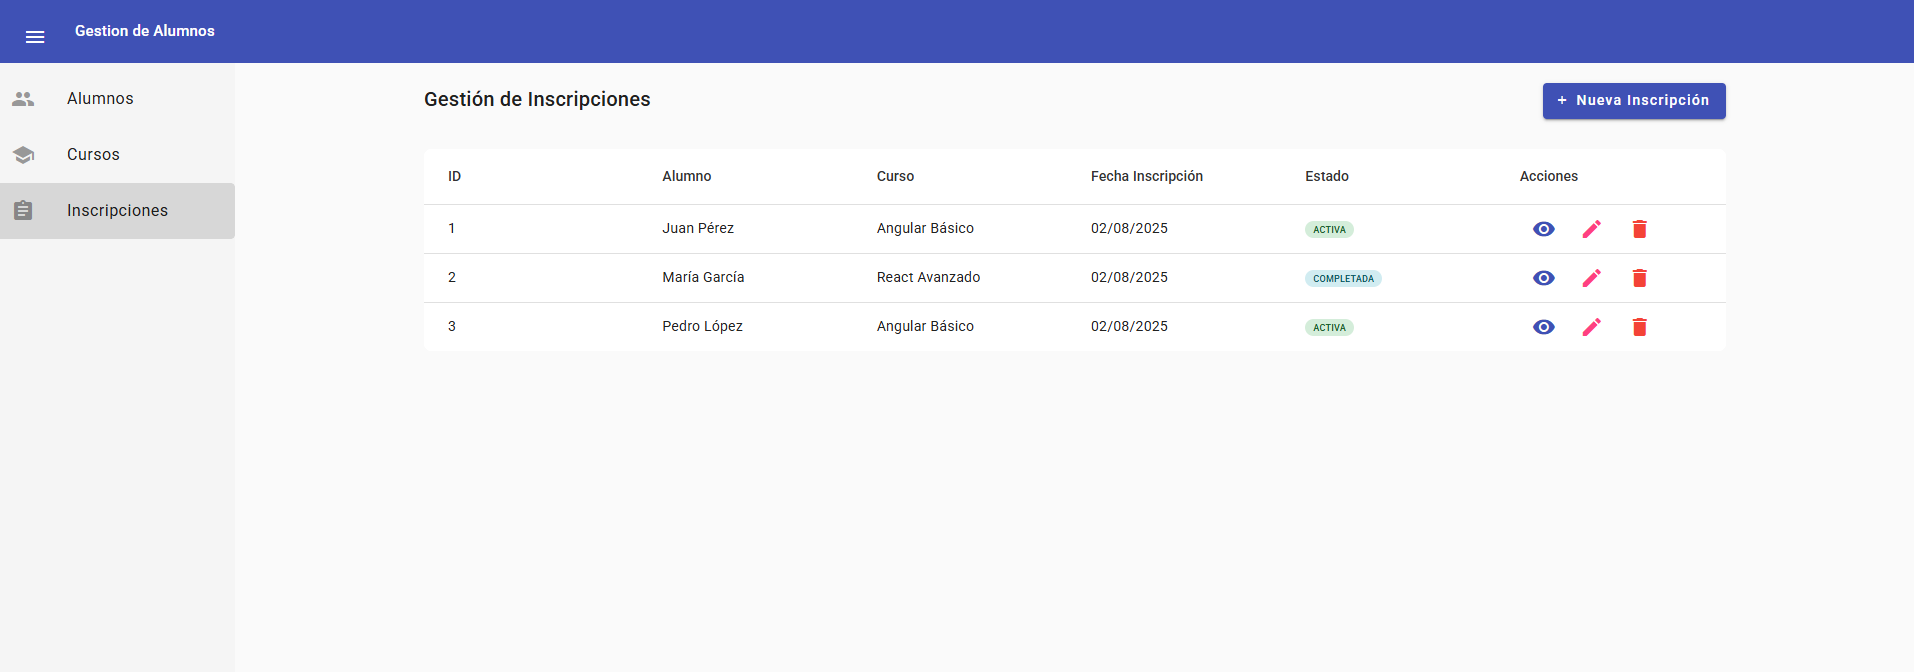 Gestion de Alumnos
Alumnos
Cursos
Inscripciones
Gestión de Inscripciones
+ Nueva Inscripción
ID Alumno Curso Fecha Inscripción Estado Acciones
1 Juan Pérez Angular Básico 02/08/2025 ACTIVA
2 María García React Avanzado 02/08/2025 COMPLETADA
3 Pedro López Angular Básico 02/08/2025 ACTIVA